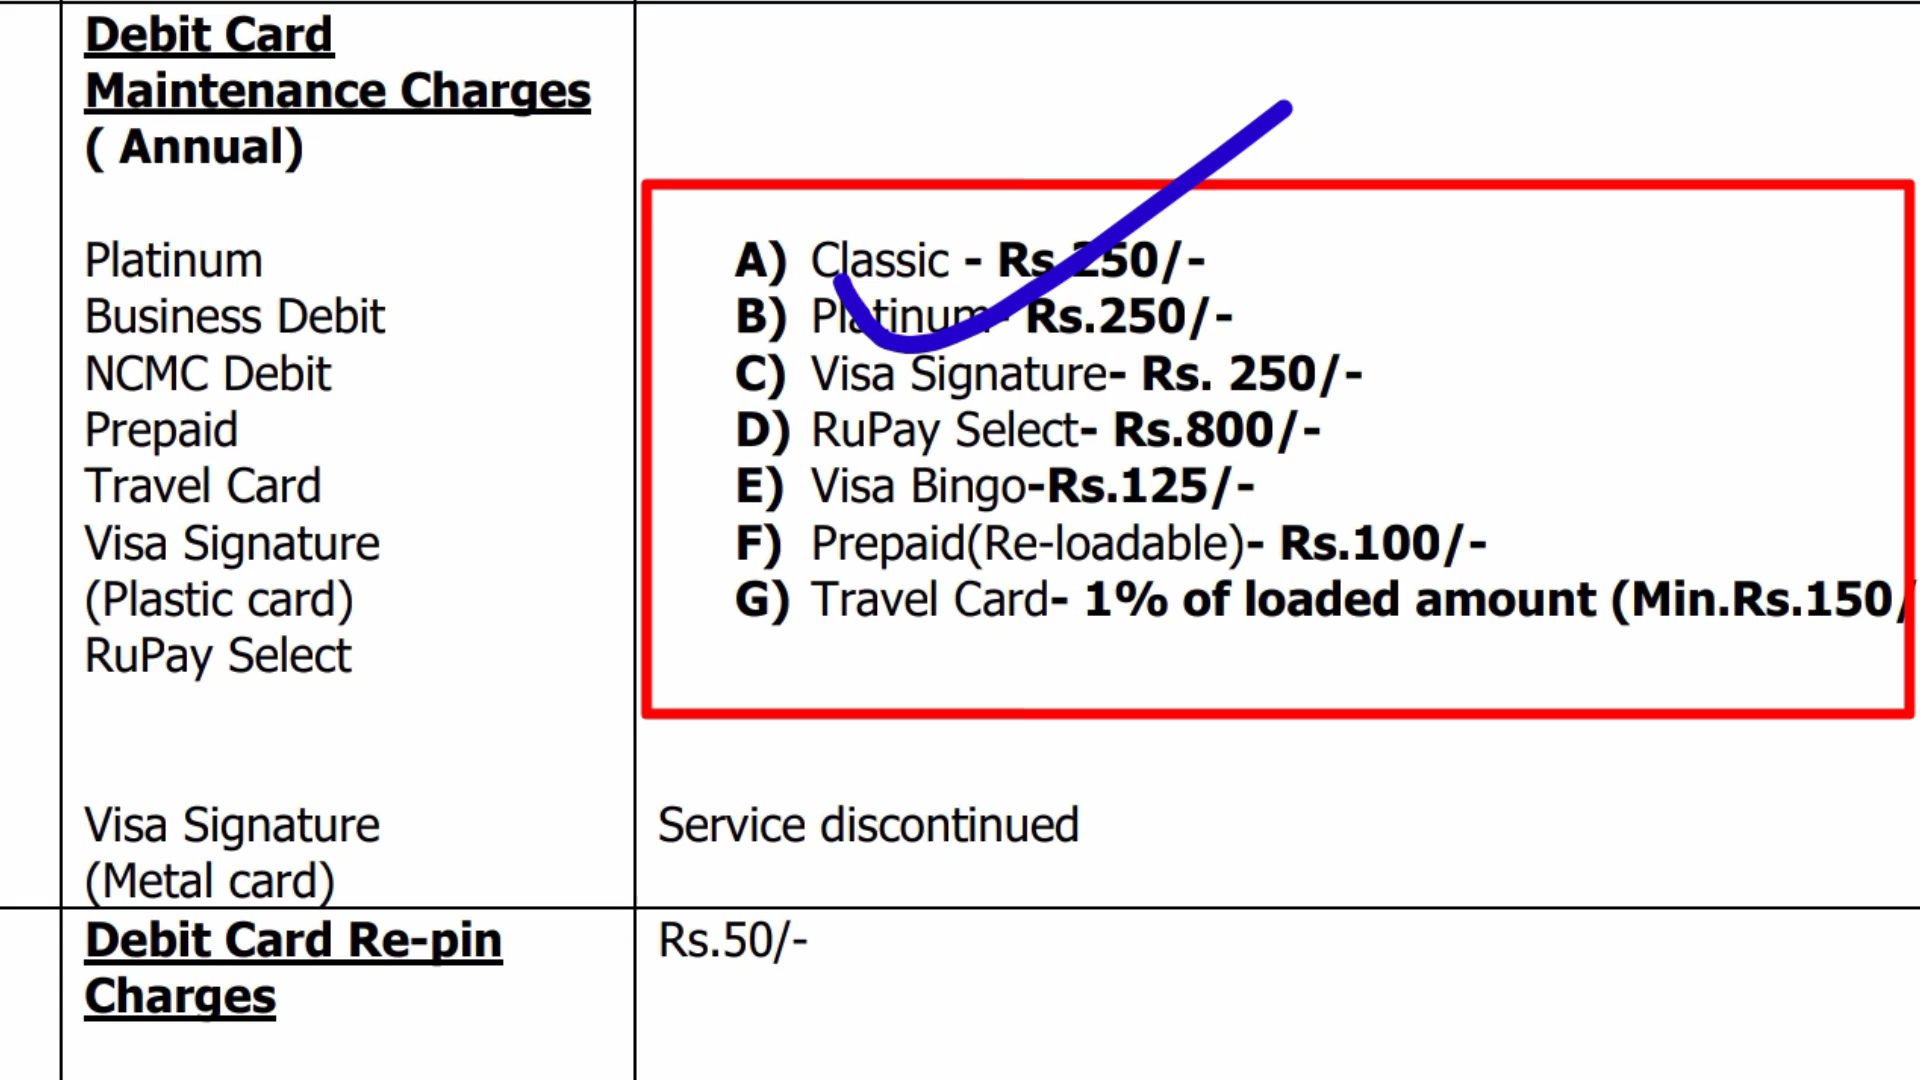 Debit Card
Maintenance Charges
( Annual)
Platinum
Business Debit
NCMC Debit
Prepaid
Travel Card
Visa Signature
(Plastic card)
RuPay Select
A) Classic - Rs.250/-
B) Platinum- Rs.250/-
C) Visa Signature- Rs. 250/-
D) RuPay Select- Rs.800/-
E) Visa Bingo-Rs.125/-
F) Prepaid(Re-loadable)- Rs.100/-
G) Travel Card- 1% of loaded amount (Min.Rs.150/
Visa Signature
(Metal card)
Service discontinued
Debit Card Re-pin
Charges
Rs.50/-